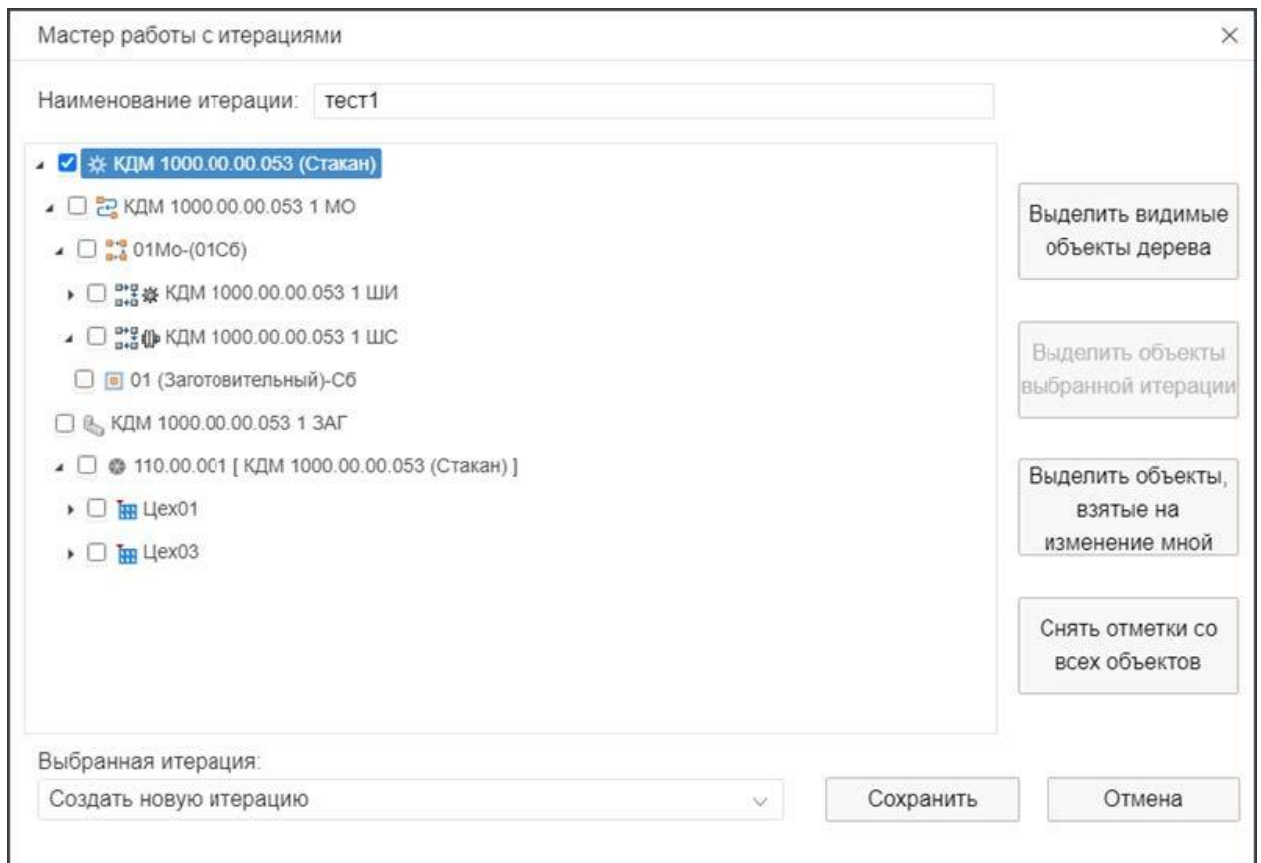 Мастер работы с итерациями
Наименование итерации: тест1
КДМ 1000.00.00.053 (Стакан)
КДМ 1000.00.00.053 1 МО
01Мо-(01Сб)
КДМ 1000.00.00.053 1 ШИ
КДМ 1000.00.00.053 1 ШС
01 (Заготовительный)-Сб
КДМ 1000.00.00.053 1 ЗАГ
110.00.001 [ КДМ 1000.00.00.053 (Стакан) ]
Цех01
Цех03
Выделить видимые
объекты дерева
Выделить объекты
выбранной итерации
Выделить объекты,
взятые на
изменение мной
Снять отметки со
всех объектов
Выбранная итерация:
Создать новую итерацию
Сохранить
Отмена